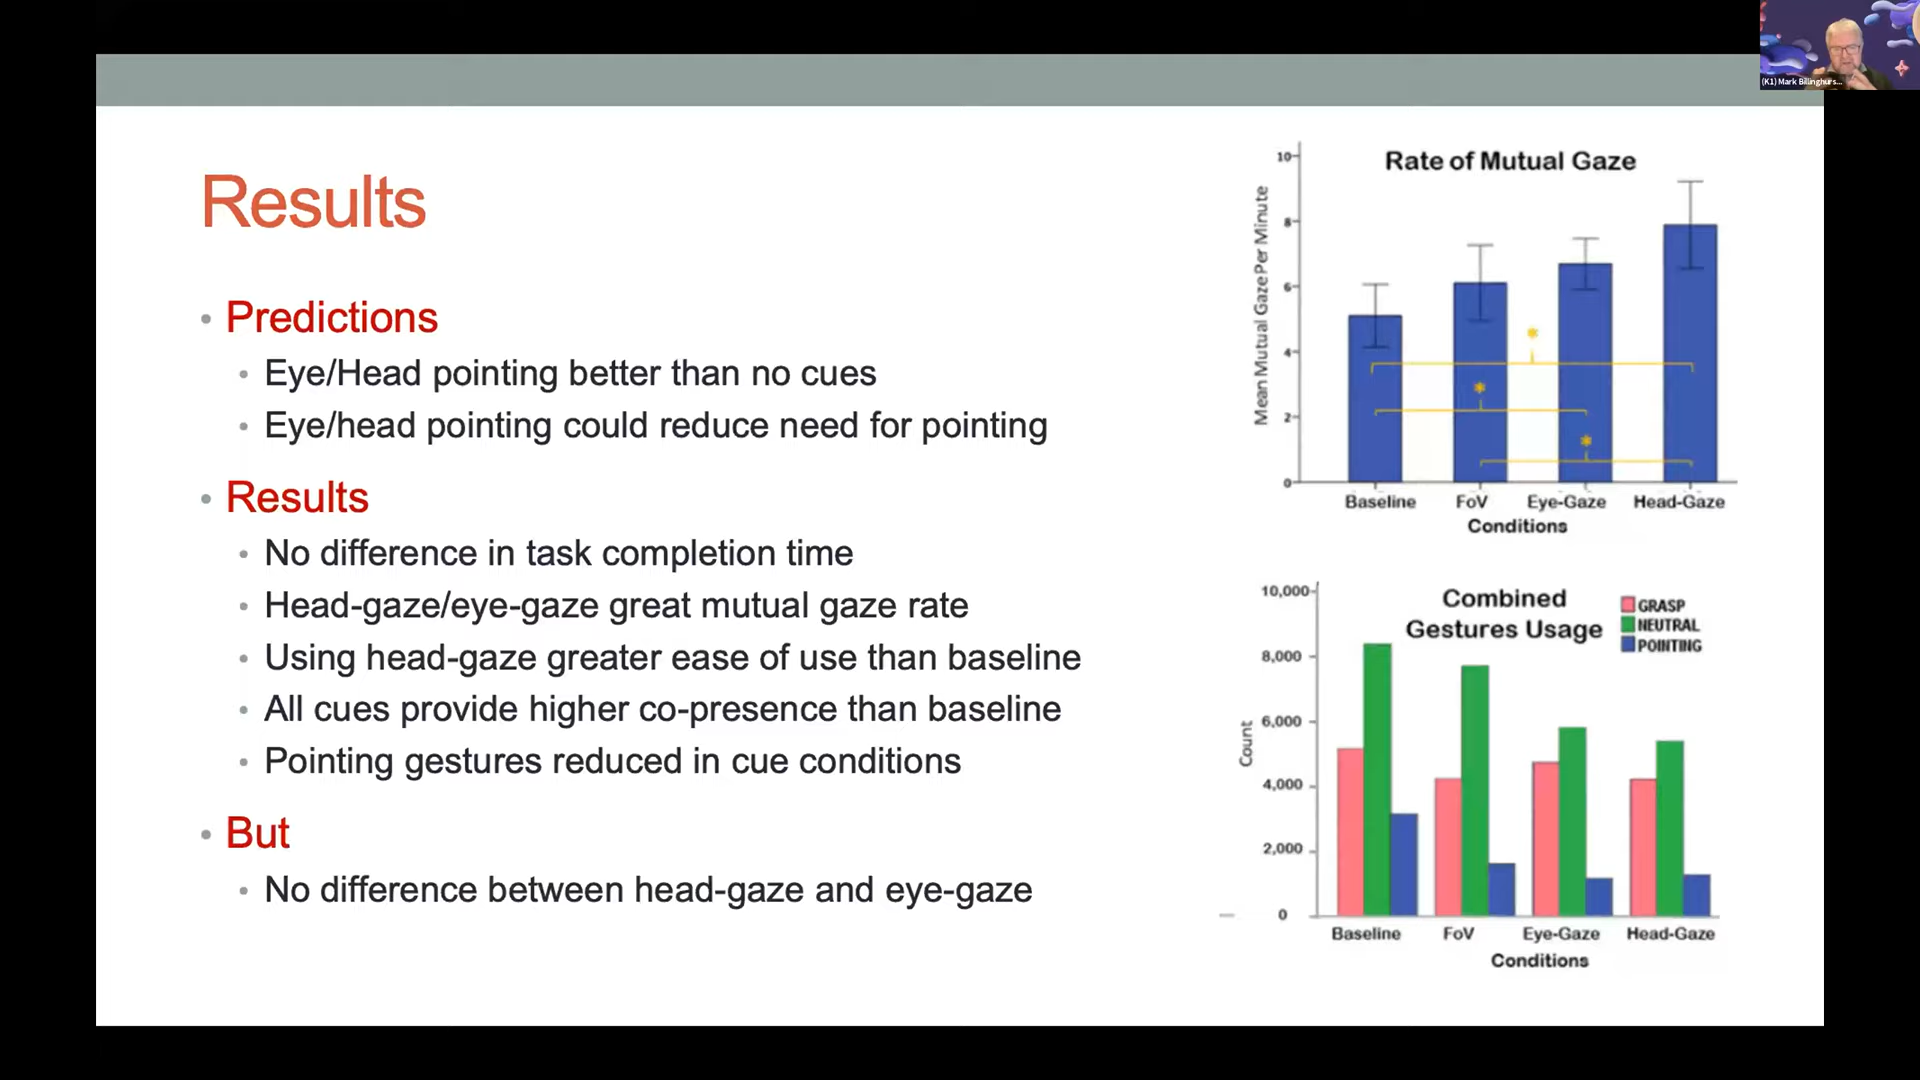 (K1) Mark Billinghurs...
Results
• Predictions
• Eye/Head pointing better than no cues
• Eye/head pointing could reduce need for pointing
• Results
• No difference in task completion time
• Head-gaze/eye-gaze great mutual gaze rate
• Using head-gaze greater ease of use than baseline
• All cues provide higher co-presence than baseline
• Pointing gestures reduced in cue conditions
• But
• No difference between head-gaze and eye-gaze
Rate of Mutual Gaze
Mean Mutual Gaze Per Minute
10
8
6
4
2
0
* 
*
*
Baseline FoV Eye-Gaze Head-Gaze
Conditions
Combined
Gestures Usage
GRASP
NEUTRAL
POINTING
Count
10,000
8,000
6,000
4,000
2,000
0
Baseline FoV Eye-Gaze Head-Gaze
Conditions